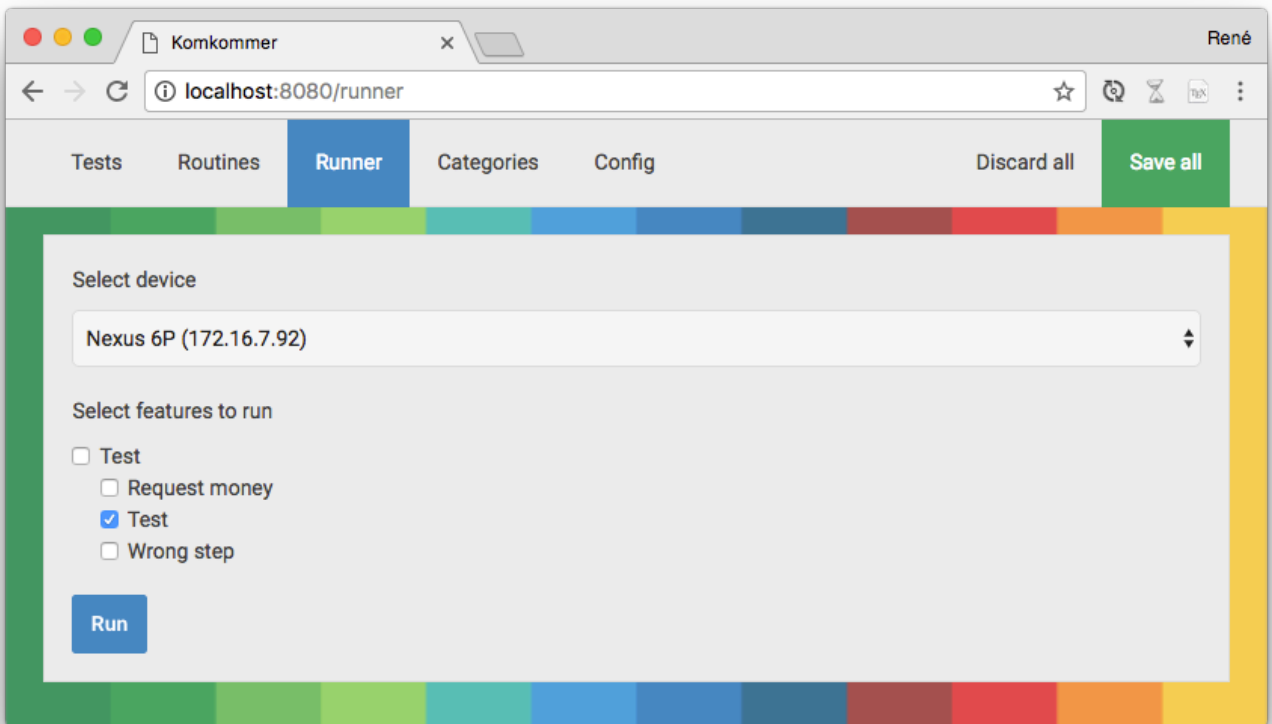 Komkommer
René
localhost:8080/runner
TEX
Tests Routines Runner Categories Config Discard all Save all
Select device
Nexus 6P (172.16.7.92)
Select features to run
Test
Request money
Test
Wrong step
Run